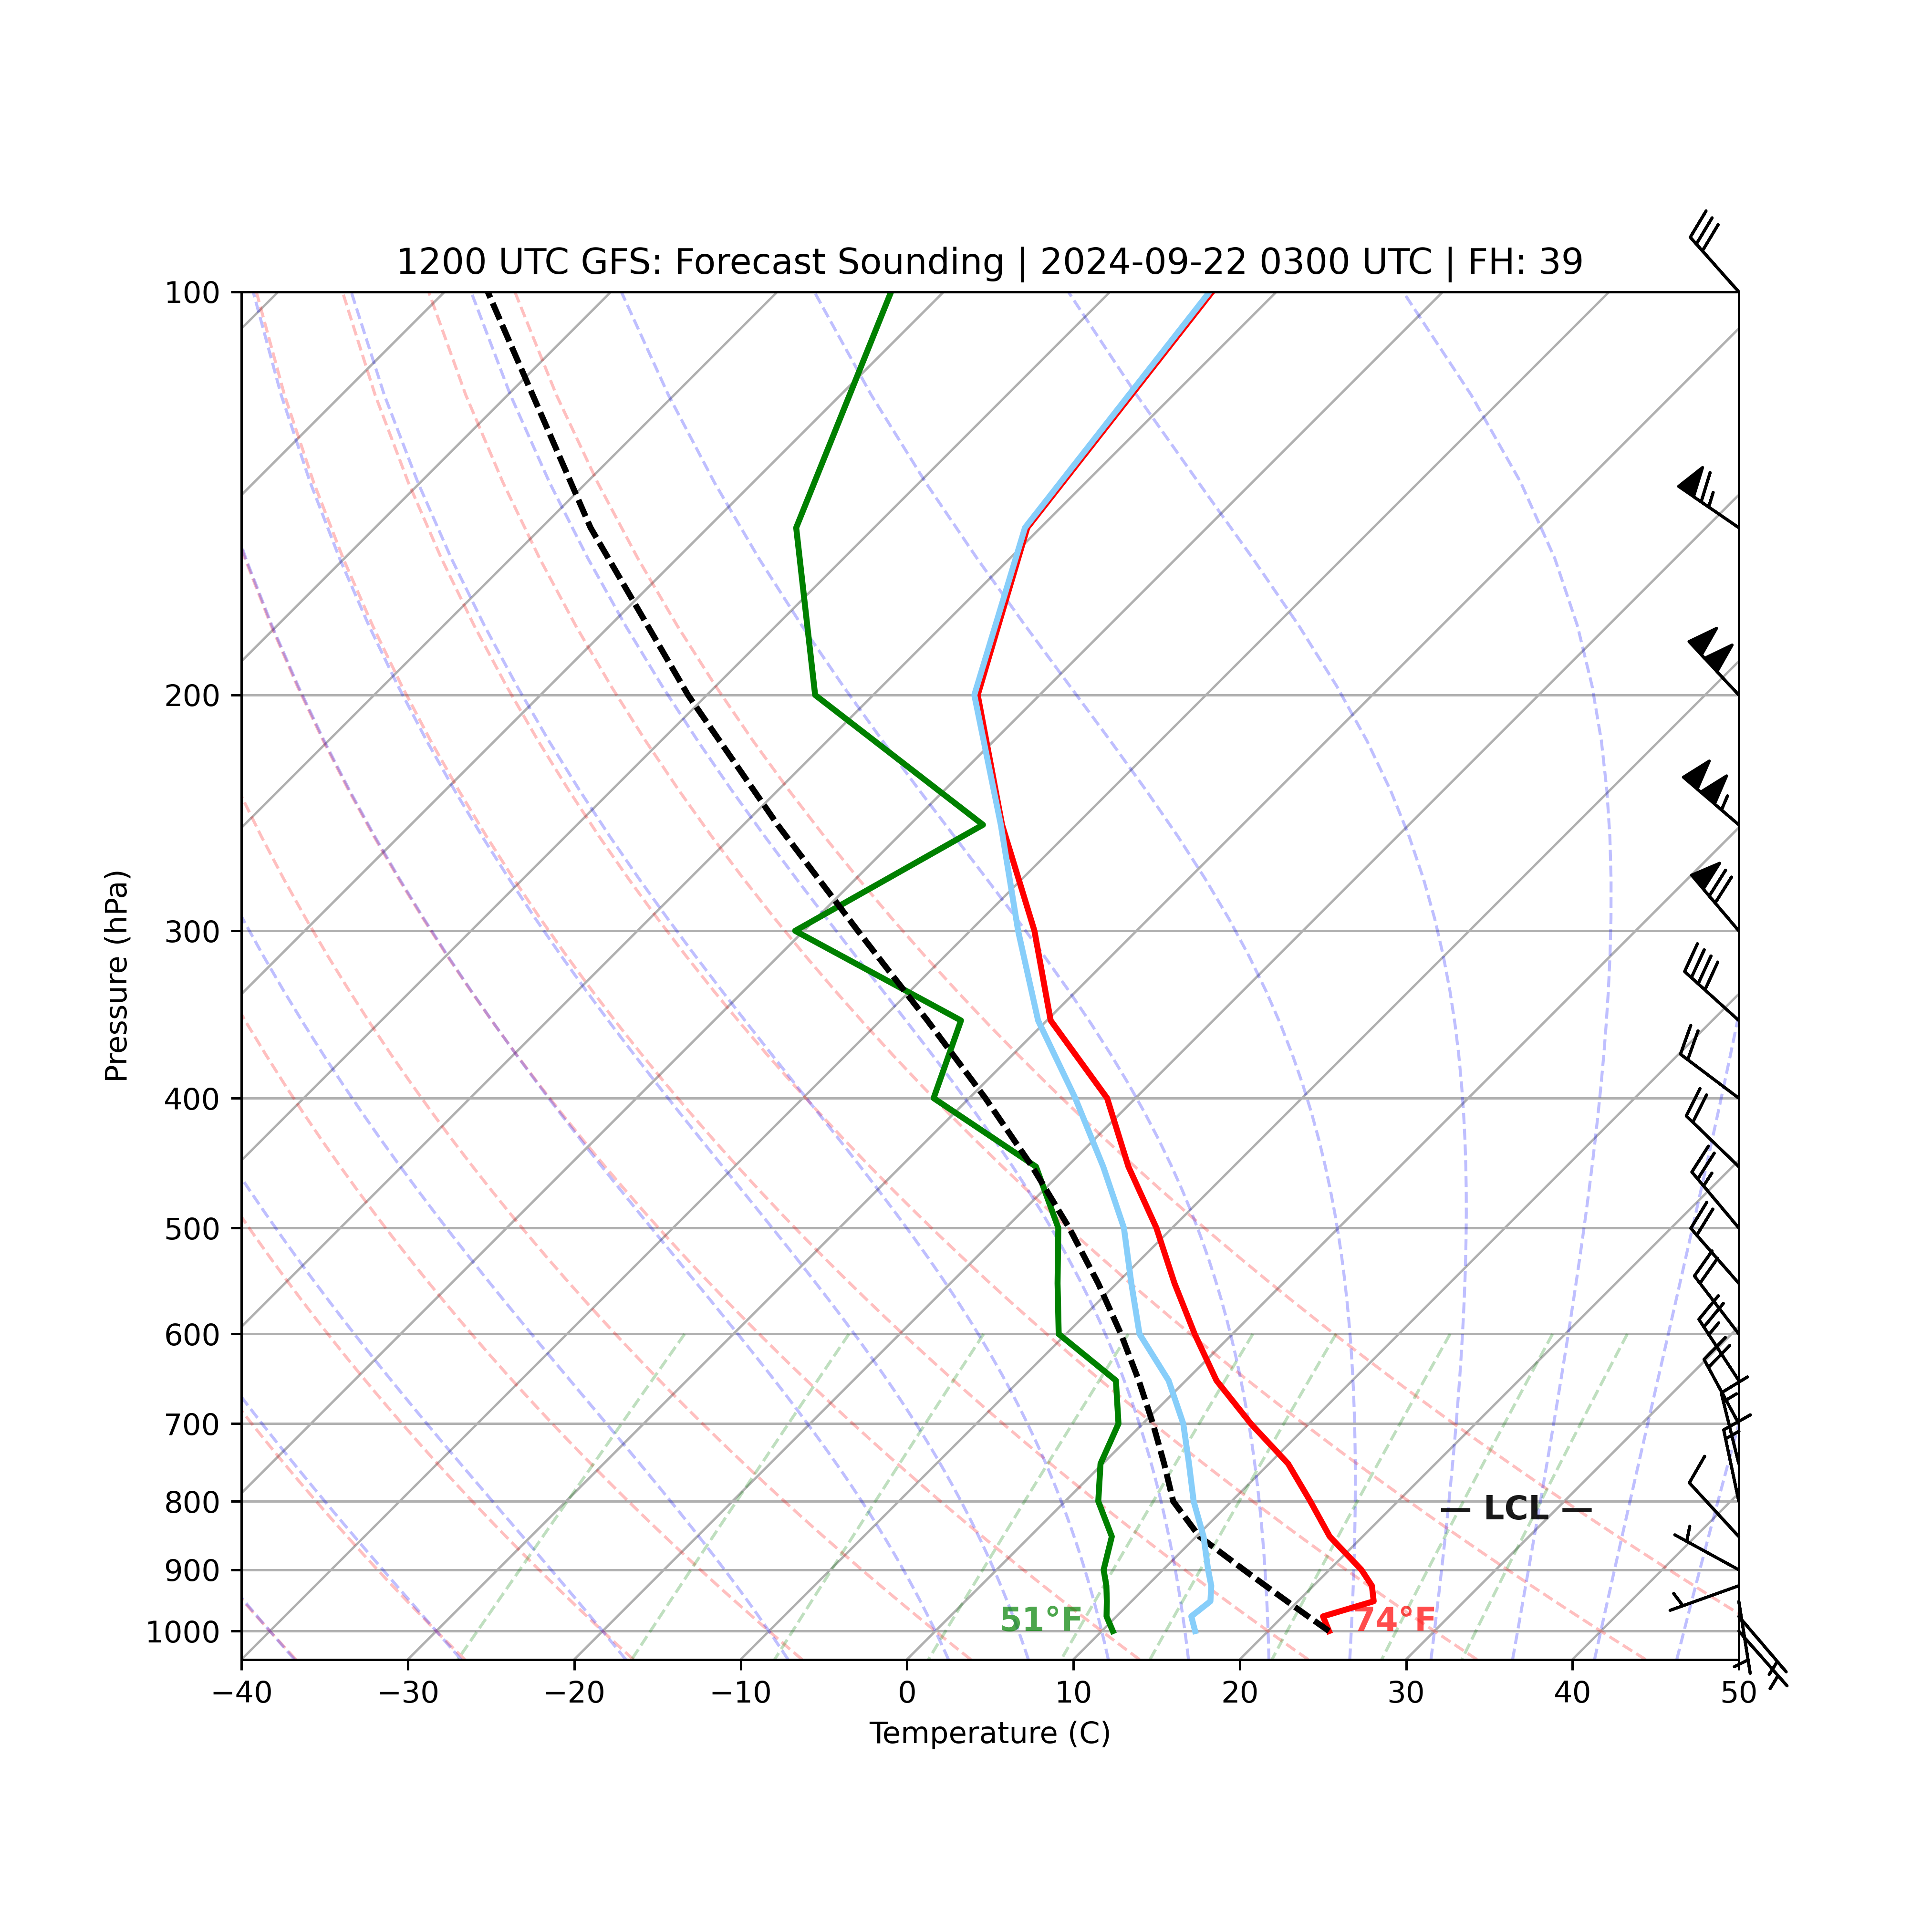 1200 UTC GFS: Forecast Sounding | 2024-09-22 0300 UTC | FH: 39
100
200
300
400
500
600
700
800
900
1000
Pressure (hPa)
— LCL —
51°F
74°F
−40 −30 −20 −10 0 10 20 30 40 50
Temperature (C)